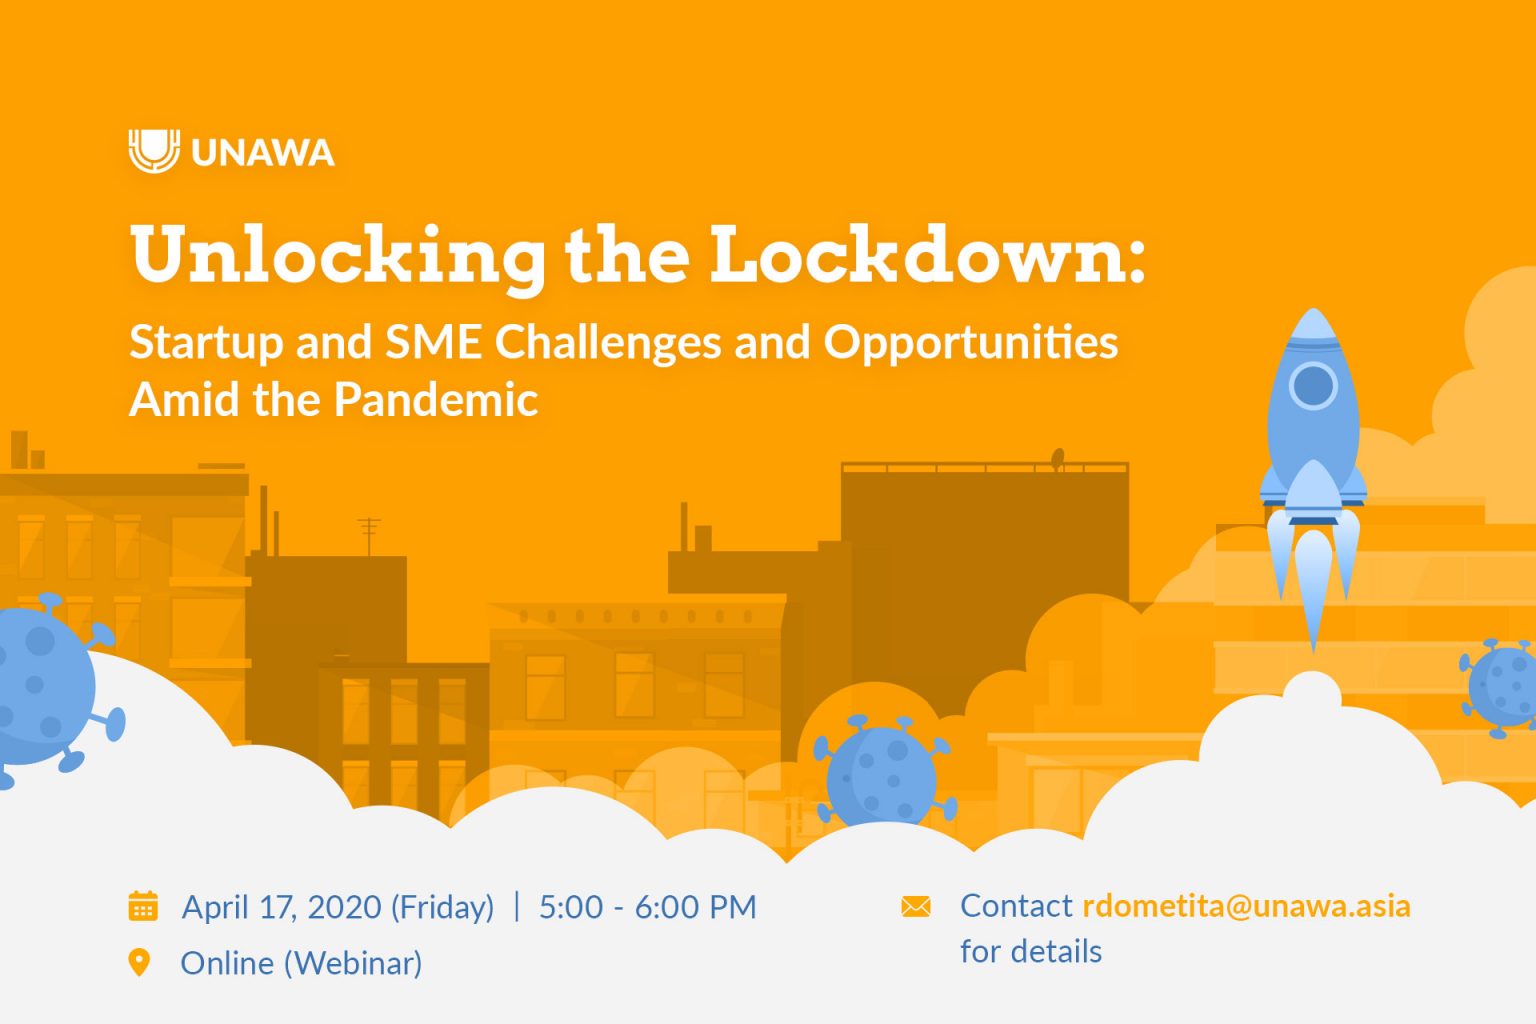 UNAWA
Unlocking the Lockdown:
Startup and SME Challenges and Opportunities
Amid the Pandemic
April 17, 2020 (Friday) | 5:00 - 6:00 PM
Online (Webinar)
Contact rdometita@unawa.asia
for details